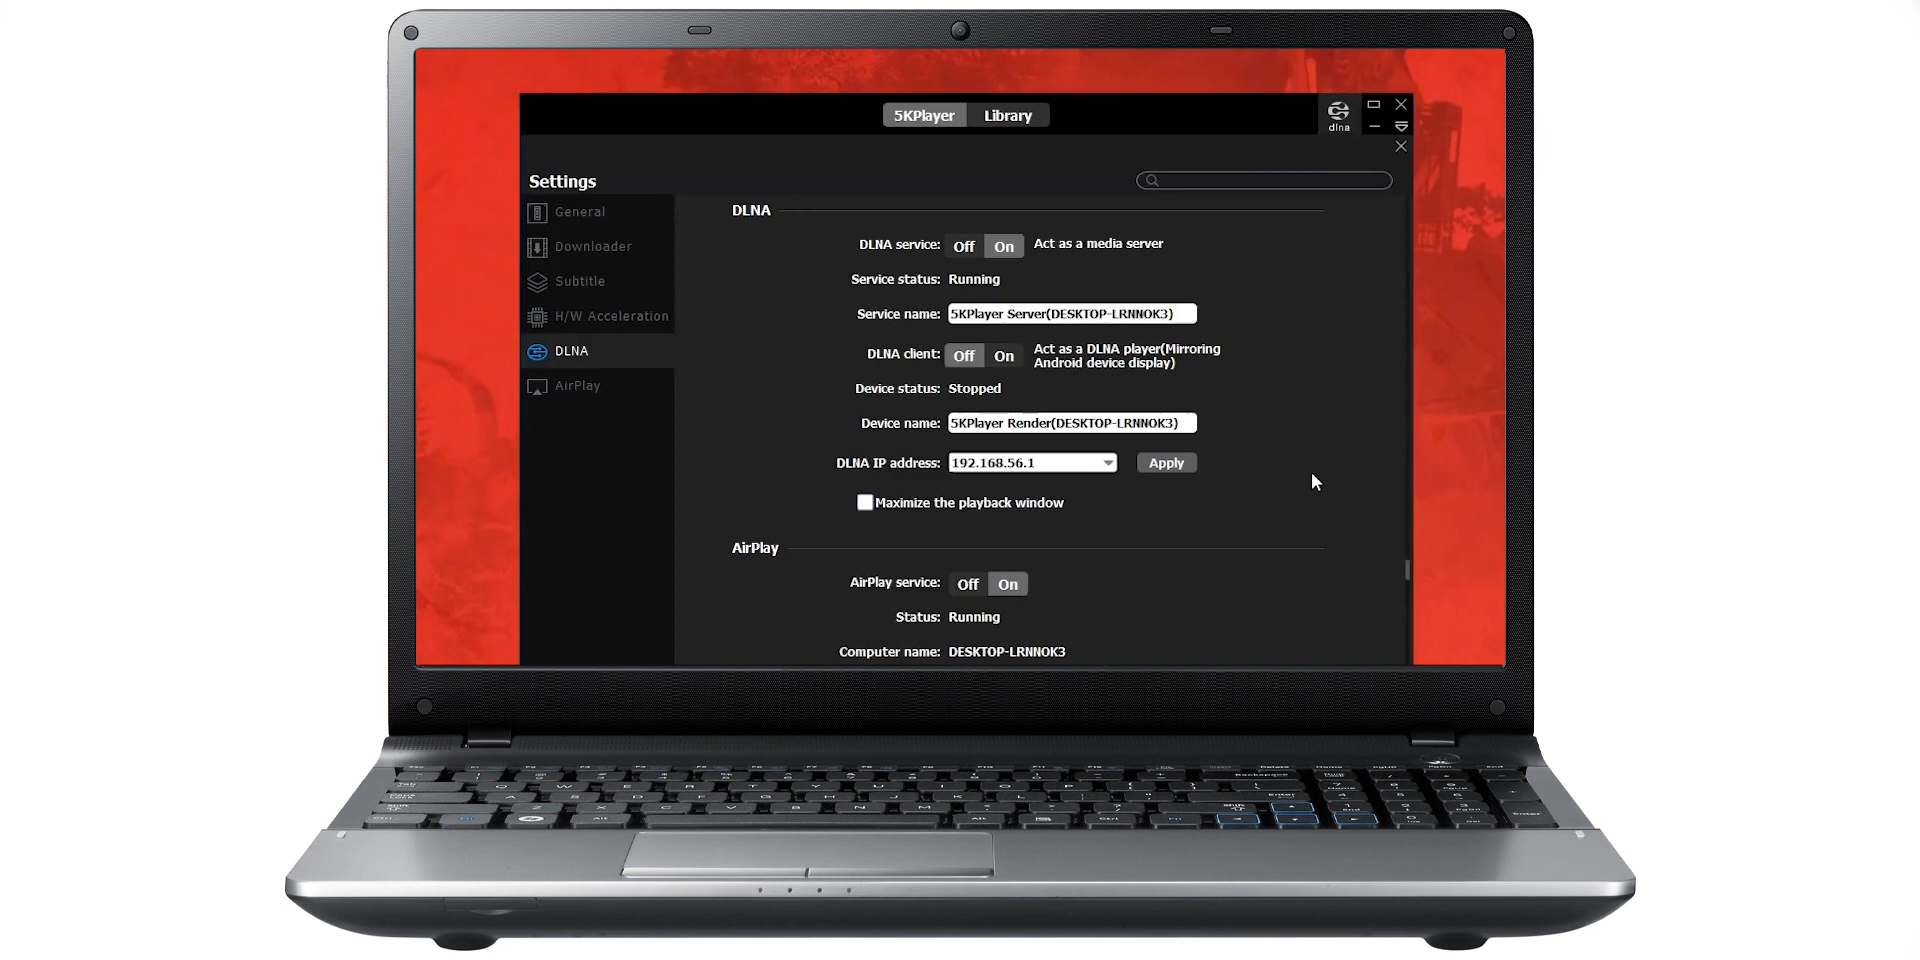 5KPlayer
Library
dlna
Settings
General
Downloader
Subtitle
H/W Acceleration
DLNA
AirPlay
DLNA
DLNA service: Off On Act as a media server
Service status: Running
Service name: 5KPlayer Server(DESKTOP-LRNNOK3)
DLNA client: Off On Act as a DLNA player(Mirroring
Android device display)
Device status: Stopped
Device name: 5KPlayer Render(DESKTOP-LRNNOK3)
DLNA IP address: 192.168.56.1 Apply
Maximize the playback window
AirPlay
AirPlay service: Off On
Status: Running
Computer name: DESKTOP-LRNNOK3